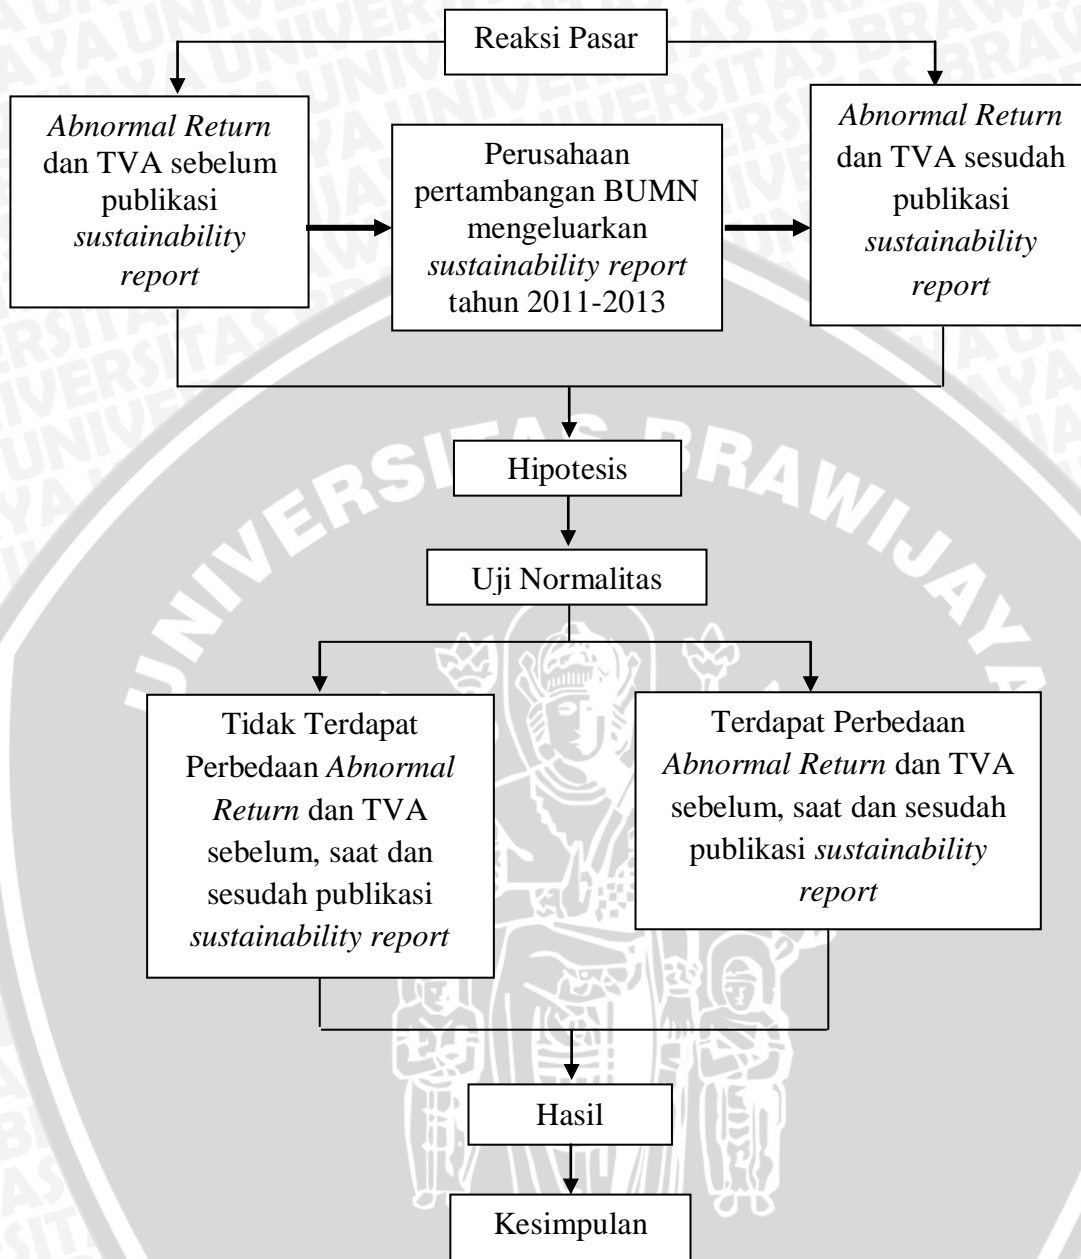 Reaksi Pasar
Abnormal Return
dan TVA sebelum
publikasi
sustainability
report
Perusahaan
pertambangan BUMN
mengeluarkan
sustainability report
tahun 2011-2013
Abnormal Return
dan TVA sesudah
publikasi
sustainability
report
UNIVERSITAS BRAWIJAYA
Hipotesis
Uji Normalitas
Tidak Terdapat
Perbedaan Abnormal
Return dan TVA
sebelum, saat dan
sesudah publikasi
sustainability report
Terdapat Perbedaan
Abnormal Return dan TVA
sebelum, saat dan sesudah
publikasi sustainability
report
Hasil
Kesimpulan